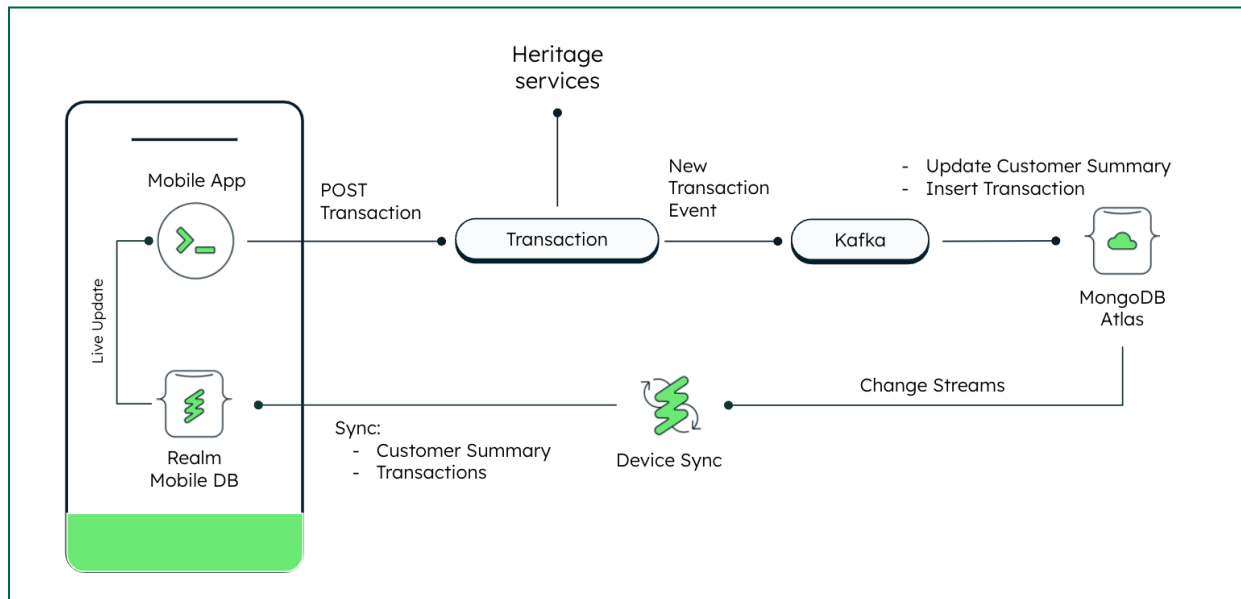 Heritage
services
Mobile App
POST
Transaction
Transaction
New
Transaction
Event
Kafka
- Update Customer Summary
- Insert Transaction
MongoDB
Atlas
Live Update
Realm
Mobile DB
Sync:
- Customer Summary
- Transactions
Device Sync
Change Streams